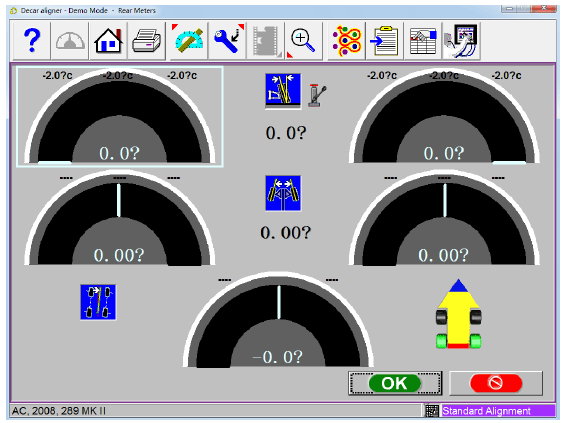 Decar aligner - Demo Mode - Rear Meters
?
-2.0?c -2.0?c -2.0?c
-2.0?c -2.0?c -2.0?c
0.0?
0.0?
0.0?
---- ---- ----
---- ---- ----
0.00?
0.00?
0.00?
---- ----
-0.0?
OK
AC, 2008, 289 MK II
Standard Alignment